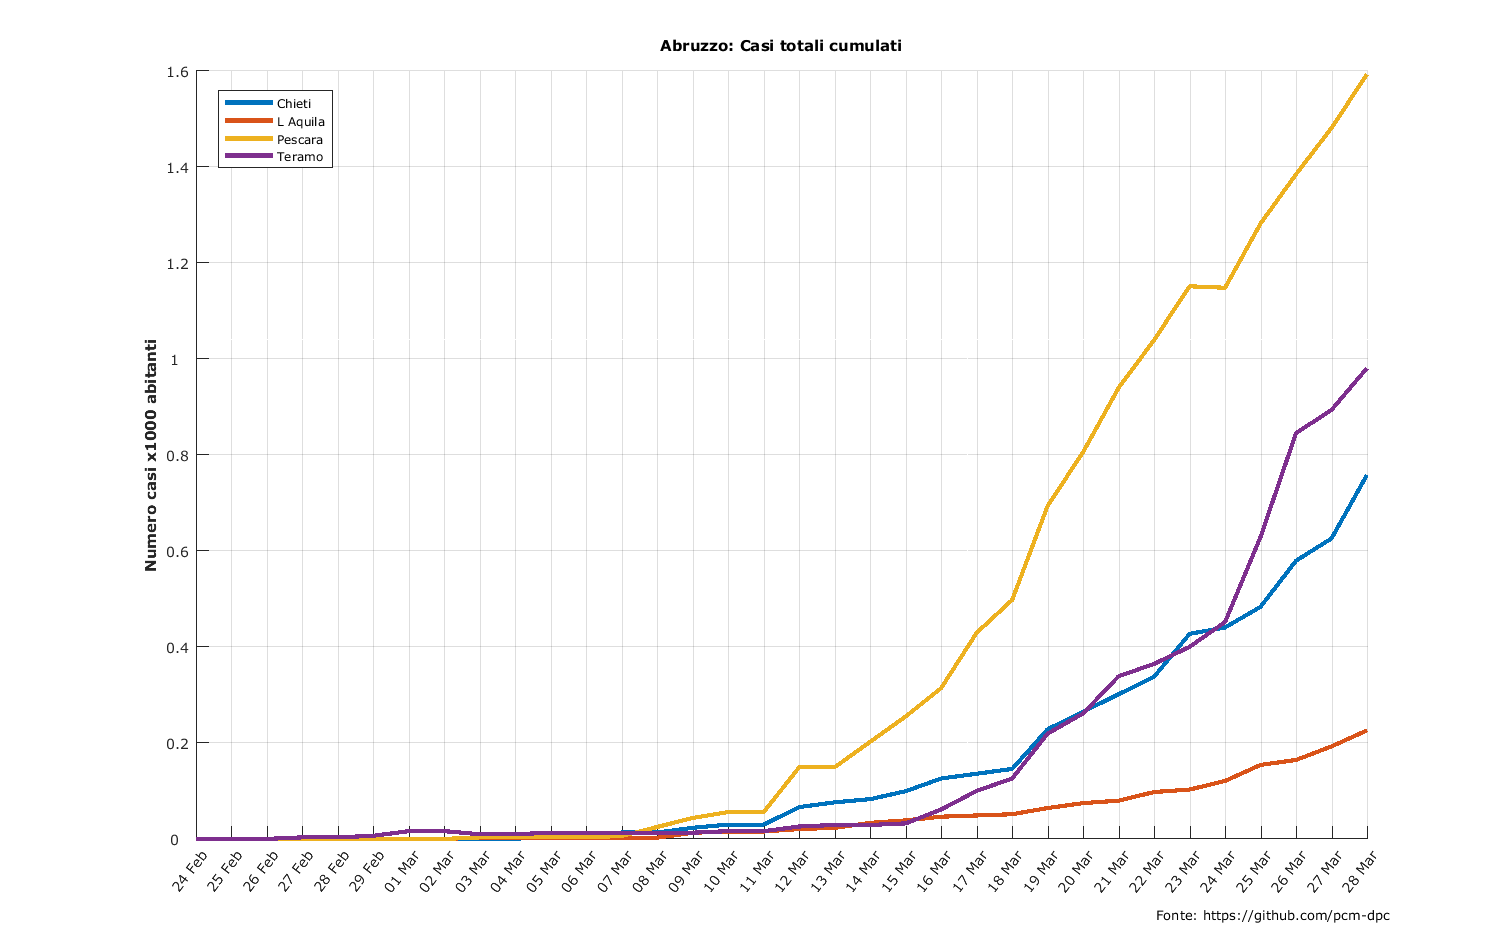 Abruzzo: Casi totali cumulati
Numero casi x1000 abitanti
1.6
1.4
1.2
1
0.8
0.6
0.4
0.2
0
Chieti
L Aquila
Pescara
Teramo
24 Feb
25 Feb
26 Feb
27 Feb
28 Feb
29 Feb
01 Mar
02 Mar
03 Mar
04 Mar
05 Mar
06 Mar
07 Mar
08 Mar
09 Mar
10 Mar
11 Mar
12 Mar
13 Mar
14 Mar
15 Mar
16 Mar
17 Mar
18 Mar
19 Mar
20 Mar
21 Mar
22 Mar
23 Mar
24 Mar
25 Mar
26 Mar
27 Mar
28 Mar
Fonte: https://github.com/pcm-dpc